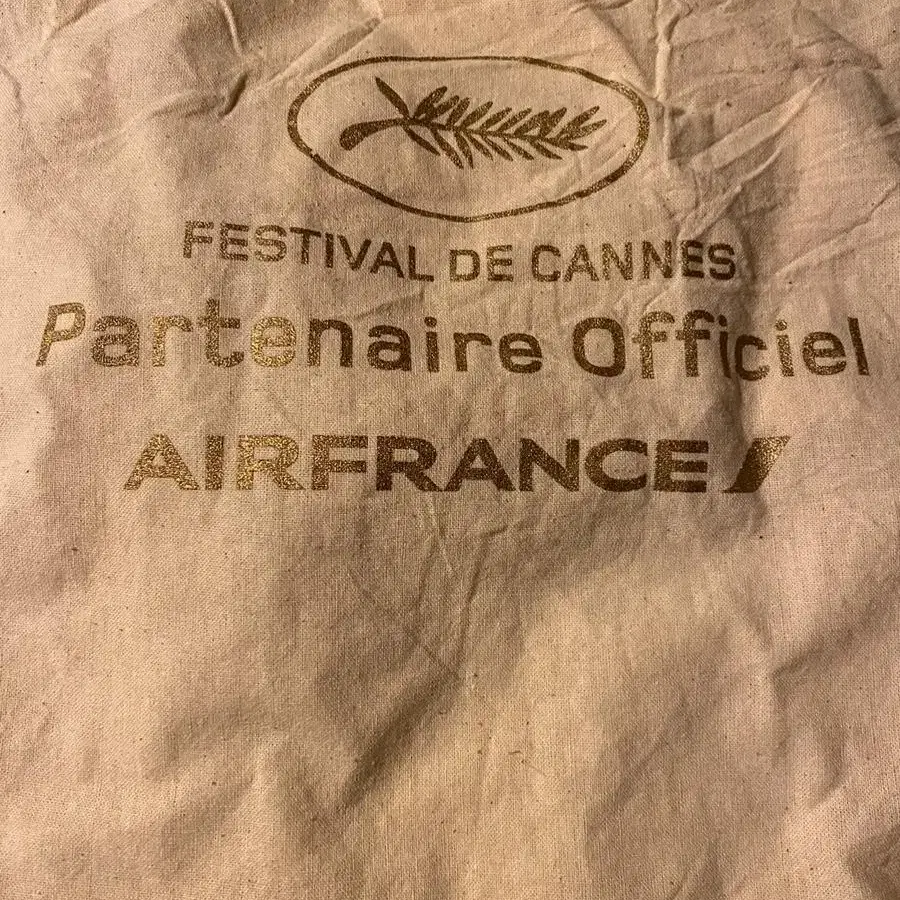 FESTIVAL DE CANNES
Partenaire Officiel
AIRFRANCE